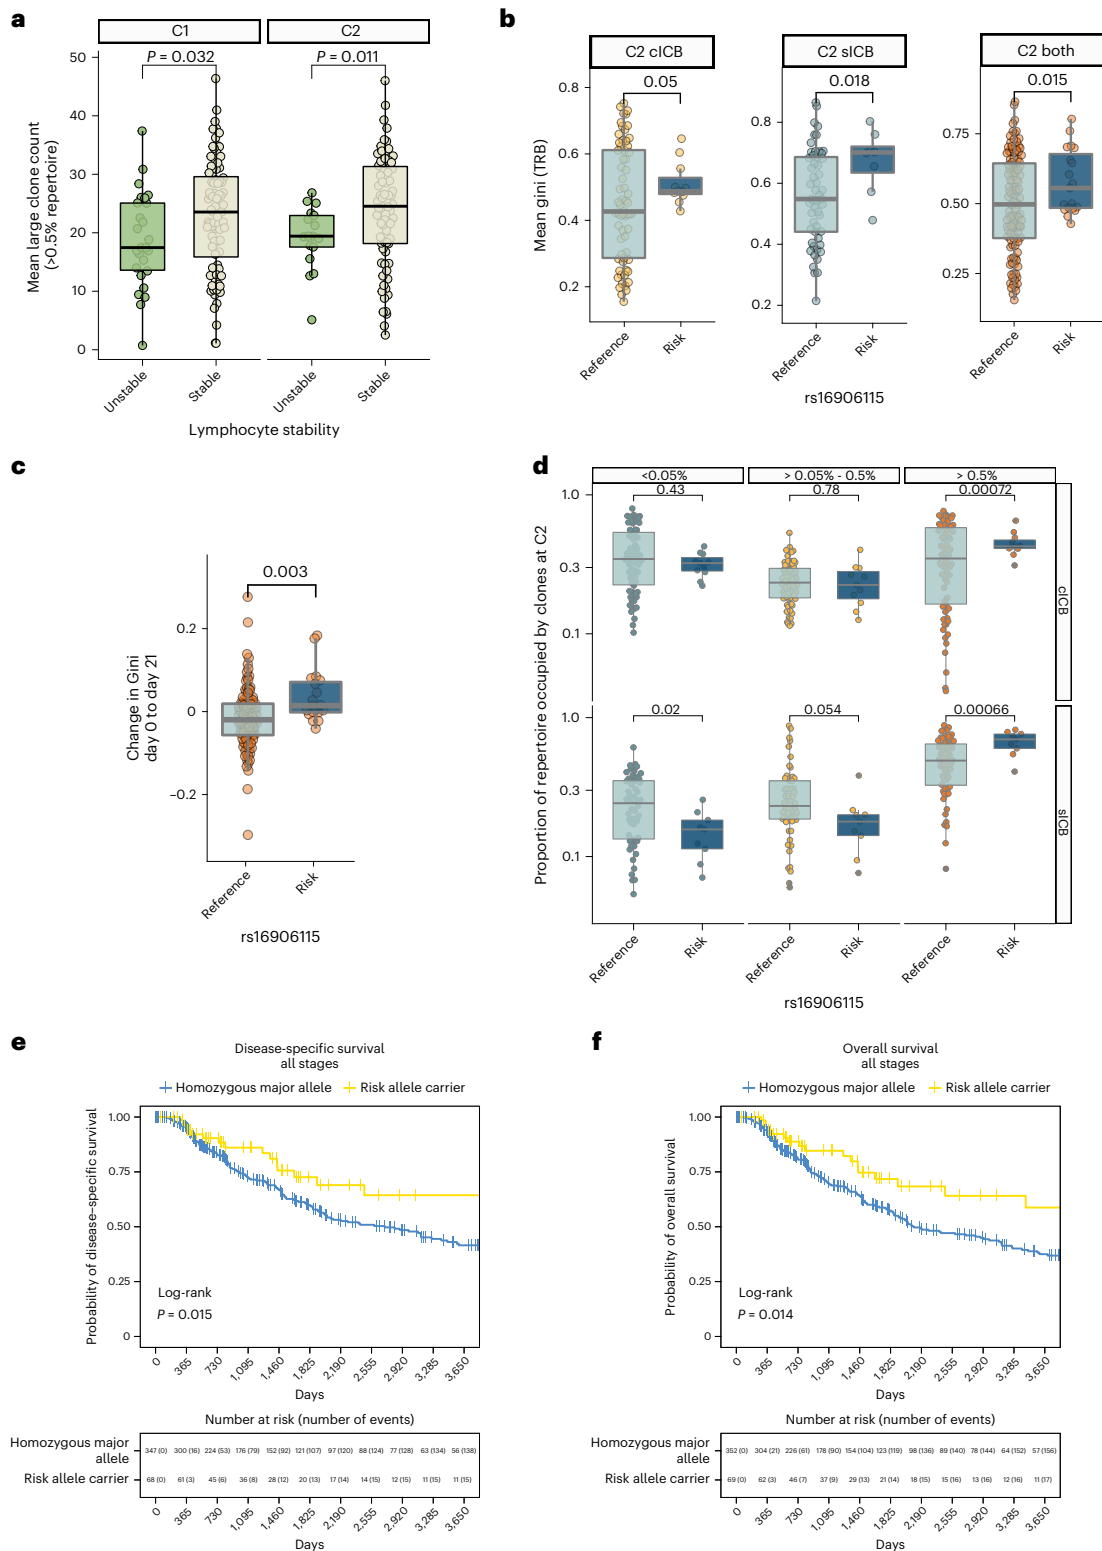 a
C1 C2
P = 0.032 P = 0.011
50
40
30
20
10
0
Mean large clone count
(>0.5% repertoire)
Unstable Stable Unstable Stable
Lymphocyte stability
b
C2 cICB C2 sICB C2 both
0.05 0.018 0.015
Mean gini (TRB)
0.8
0.6
0.4
0.2
0.8
0.6
0.4
0.2
0.75
0.50
0.25
Reference Risk Reference Risk Reference Risk
rs16906115
c
0.003
Change in Gini
day 0 to day 21
0.2
0
−0.2
Reference Risk
rs16906115
d
<0.05% > 0.05% - 0.5% > 0.5%
0.43 0.78 0.00072
1.0
0.3
0.1
cICB
Proportion of repertoire occupied by clones at C2
0.02 0.054 0.00066
1.0
0.3
0.1
sICB
Reference Risk Reference Risk Reference Risk
rs16906115
e
Disease-specific survival
all stages
Homozygous major allele Risk allele carrier
Probability of disease–specific survival
1.00
0.75
0.50
0.25
0
Log-rank
P = 0.015
0 365 730 1,095 1,460 1,825 2,190 2,555 2,920 3,285 3,650
Days
Number at risk (number of events)
Homozygous major
allele
347 (0) 300 (16) 224 (53) 176 (79) 152 (92) 121 (107) 97 (120) 88 (124) 77 (128) 63 (134) 56 (138)
Risk allele carrier 68 (0) 61 (3) 45 (6) 36 (8) 28 (12) 20 (13) 17 (14) 14 (15) 12 (15) 11 (15) 11 (15)
0 365 730 1,095 1,460 1,825 2,190 2,555 2,920 3,285 3,650
Days
f
Overall survival
all stages
Homozygous major allele Risk allele carrier
Probability of overall survival
1.00
0.75
0.50
0.25
0
Log-rank
P = 0.014
0 365 730 1,095 1,460 1,825 2,190 2,555 2,920 3,285 3,650
Days
Number at risk (number of events)
Homozygous major
allele
352 (0) 304 (21) 226 (61) 178 (90) 154 (104) 123 (119) 98 (136) 89 (140) 78 (144) 64 (152) 57 (156)
Risk allele carrier 69 (0) 62 (3) 46 (7) 37 (9) 29 (13) 21 (14) 18 (15) 15 (16) 13 (16) 12 (16) 11 (17)
0 365 730 1,095 1,460 1,825 2,190 2,555 2,920 3,285 3,650
Days